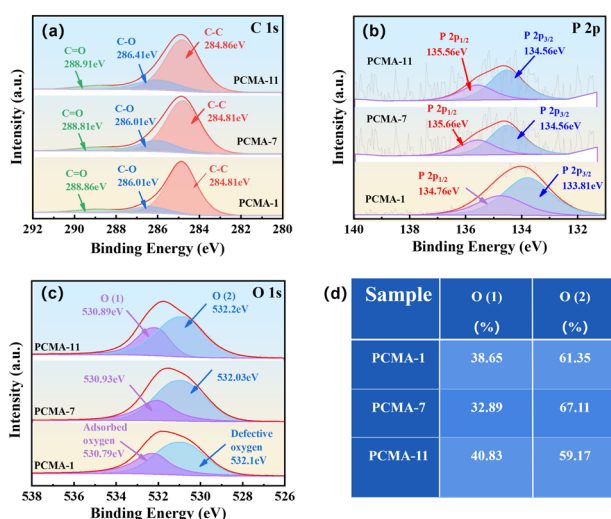 (a)
C 1s
C=O
288.91eV
C-O
286.41eV
C-C
284.86eV
PCMA-11
C=O
288.81eV
C-O
286.01eV
C-C
284.81eV
PCMA-7
C=O
288.86eV
C-O
286.01eV
C-C
284.81eV
PCMA-1
292 290 288 286 284 282 280
Binding Energy (eV)
Intensity (a.u.)
(b)
P 2p
P 2p1/2
135.56eV
P 2p3/2
134.56eV
PCMA-11
P 2p1/2
135.66eV
P 2p3/2
134.56eV
PCMA-7
P 2p1/2
134.76eV
P 2p3/2
133.81eV
PCMA-1
140 138 136 134 132
Binding Energy (eV)
Intensity (a.u.)
(c)
O 1s
O (1)
530.89eV
O (2)
532.2eV
PCMA-11
530.93eV
532.03eV
PCMA-7
Adsorbed
oxygen
530.79eV
Defective
oxygen
532.1eV
PCMA-1
538 536 534 532 530 528 526
Binding Energy (eV)
Intensity (a.u.)
(d)
Sample O (1) (%) O (2) (%)
PCMA-1 38.65 61.35
PCMA-7 32.89 67.11
PCMA-11 40.83 59.17